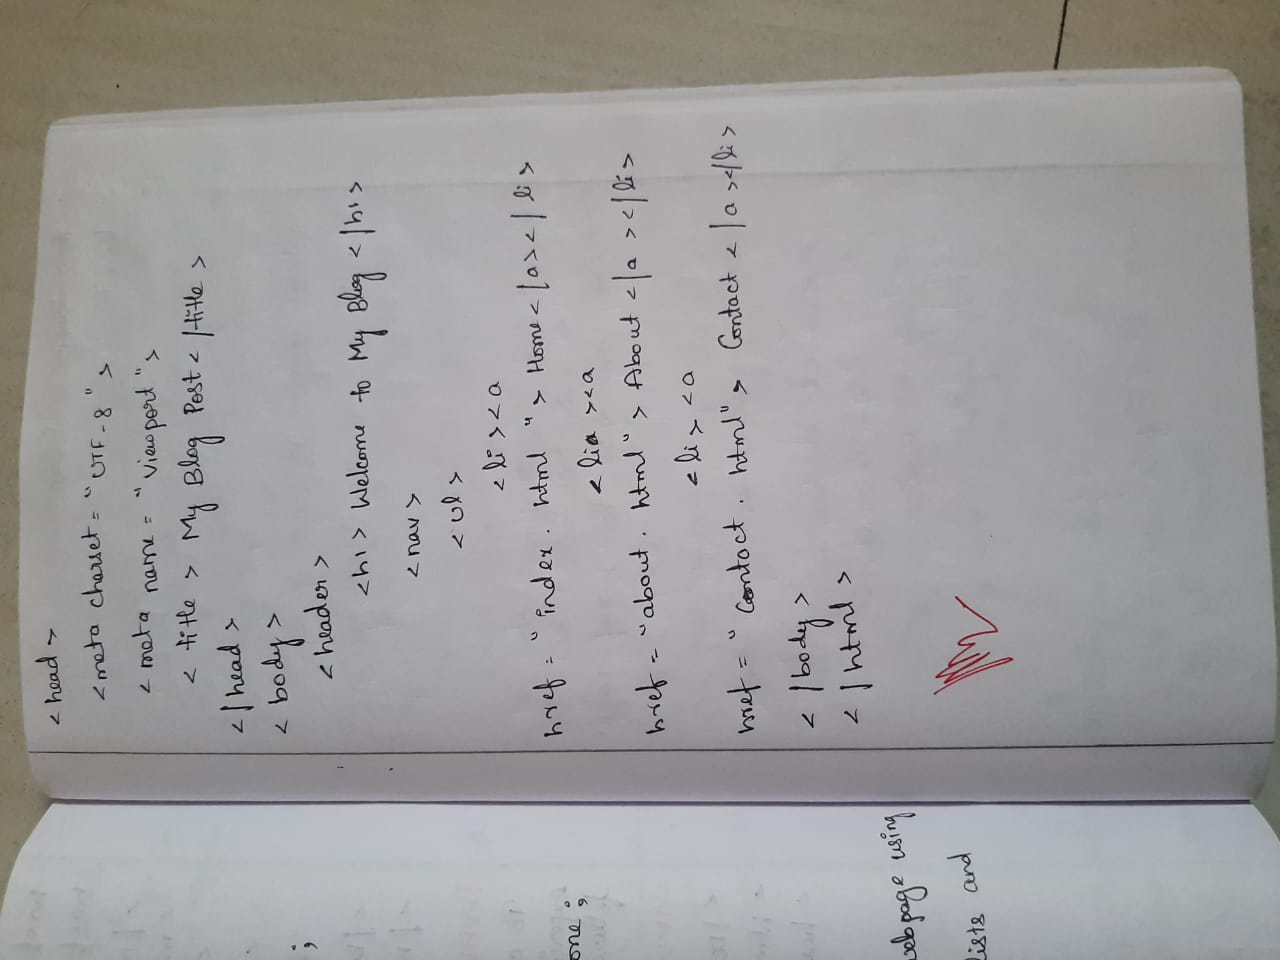 <head>
<meta charset="UTF-8">
<meta name="viewport">
<title> My Blog Post</title>
</head>
<body>
<header>
<h1> Welcome to My Blog </h1>
<nav>
<ul>
<li><a
href="index.html"> Home</a></li>
<li><a
href="about.html"> About</a></li>
<li><a
href="Contact.html"> Contact</a></li>
</body>
</html>
;
one;
webpage using
lists and